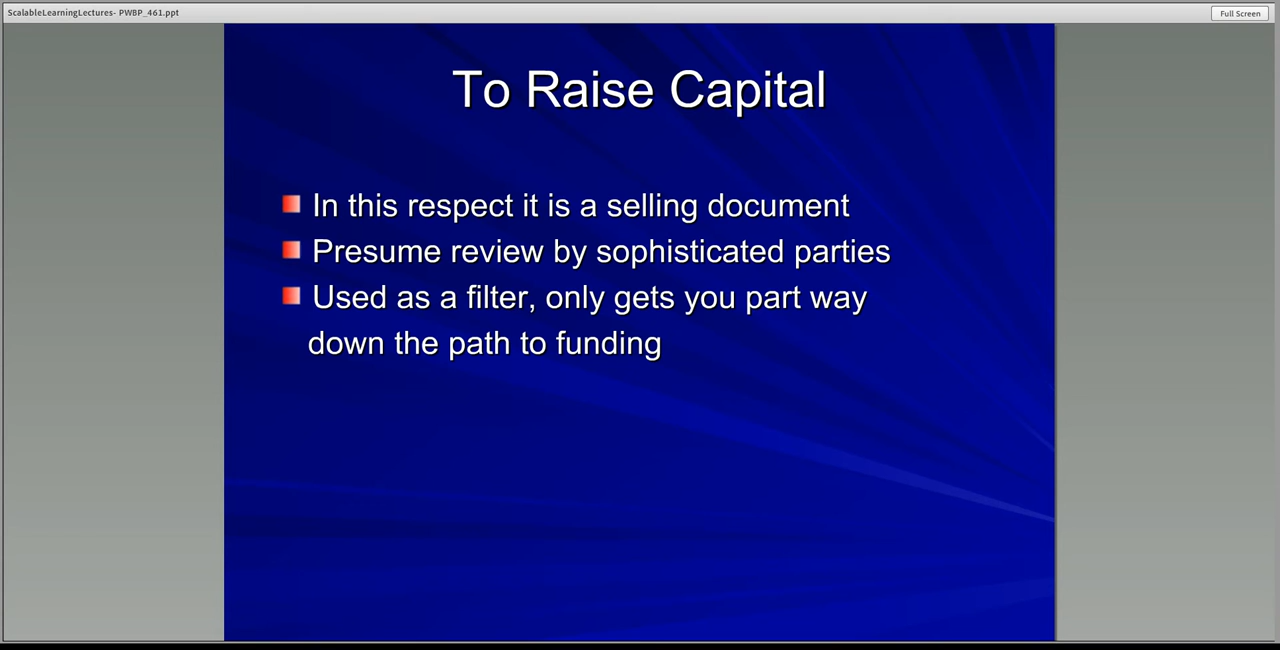 ScalableLearningLectures- PWBP_461.ppt
Full Screen
To Raise Capital
In this respect it is a selling document
Presume review by sophisticated parties
Used as a filter, only gets you part way
down the path to funding